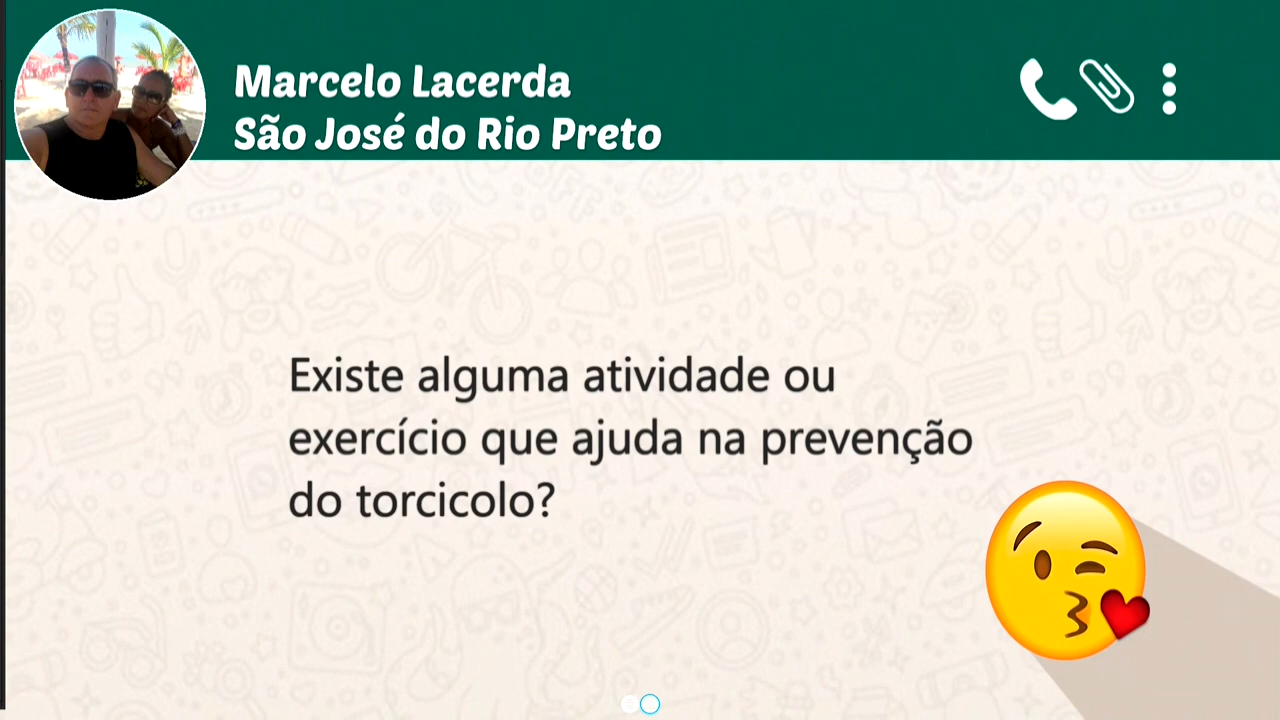 Marcelo Lacerda
São José do Rio Preto
Existe alguma atividade ou
exercício que ajuda na prevenção
do torcicolo?